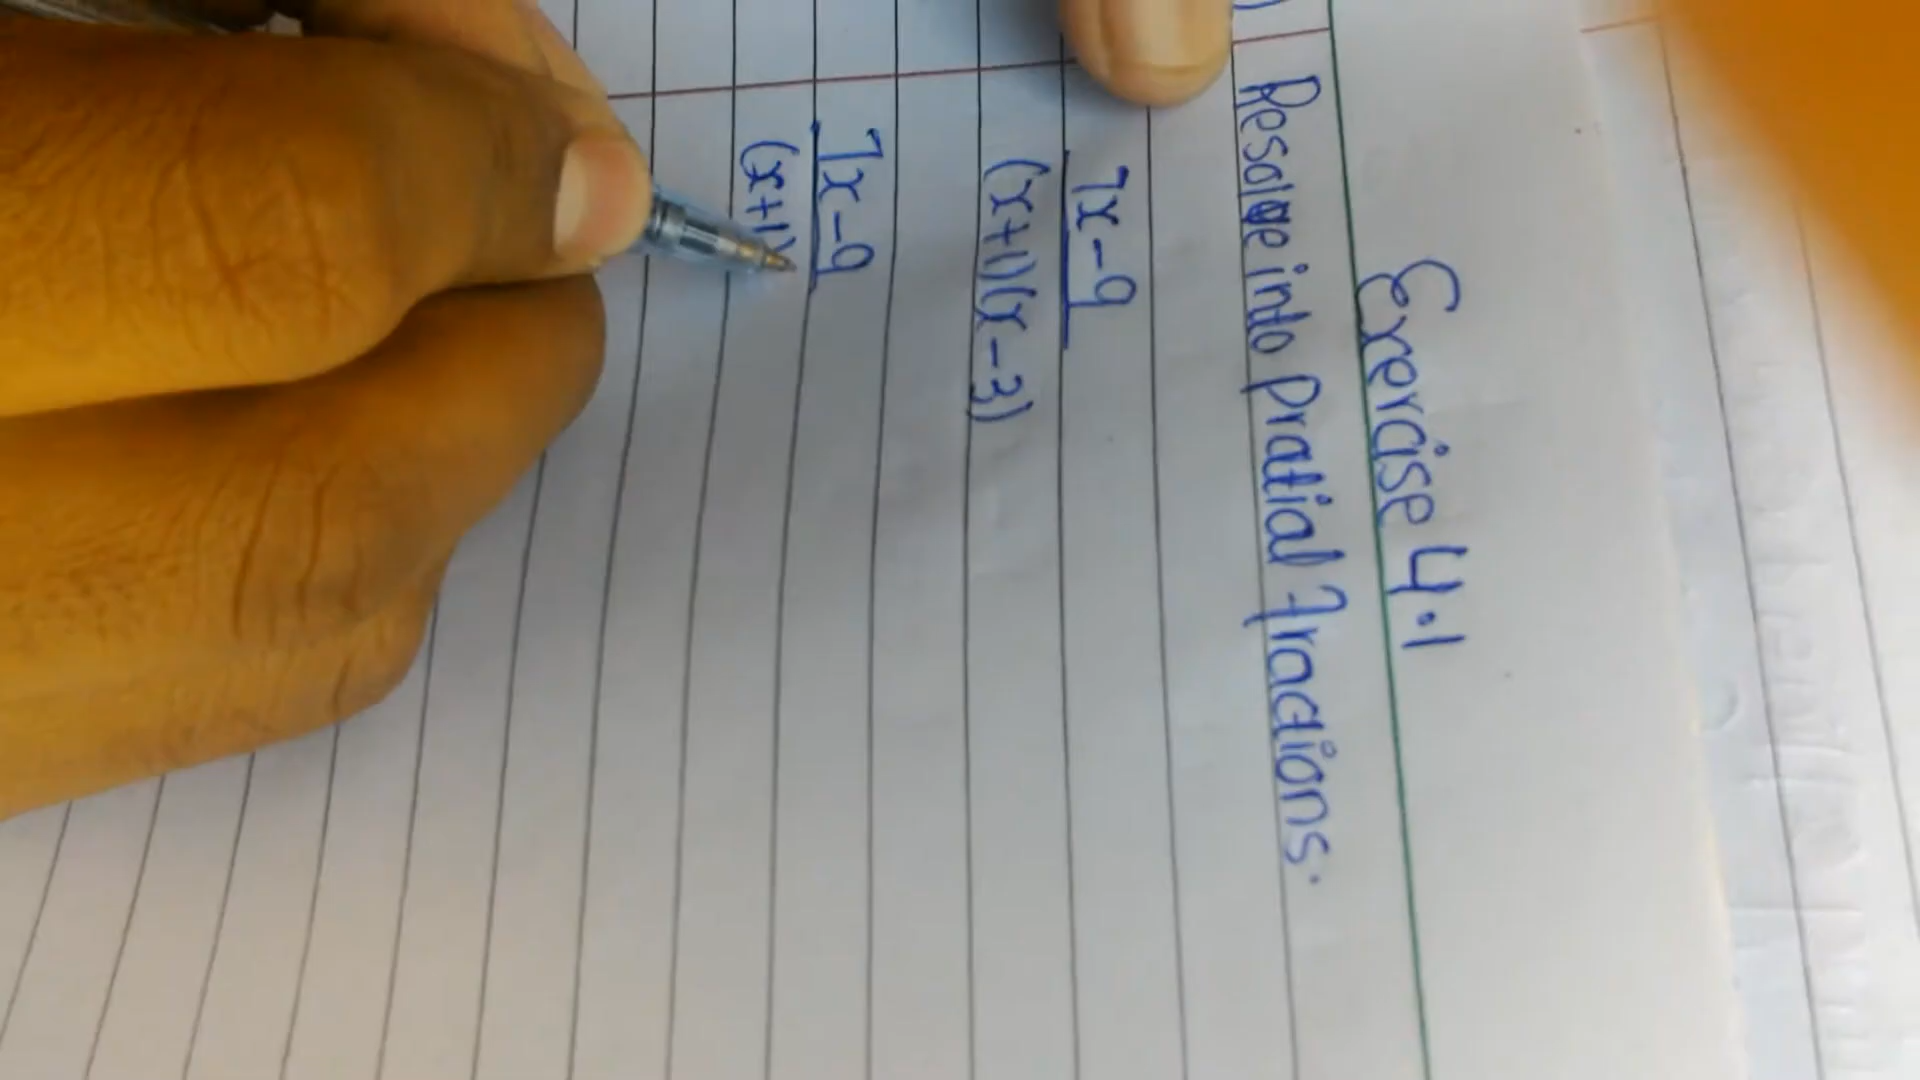 Exercise 4.1
Resolve into Pratial Fractions.
7x-9
(x+1)(x-3)
7x-9
(x+1)